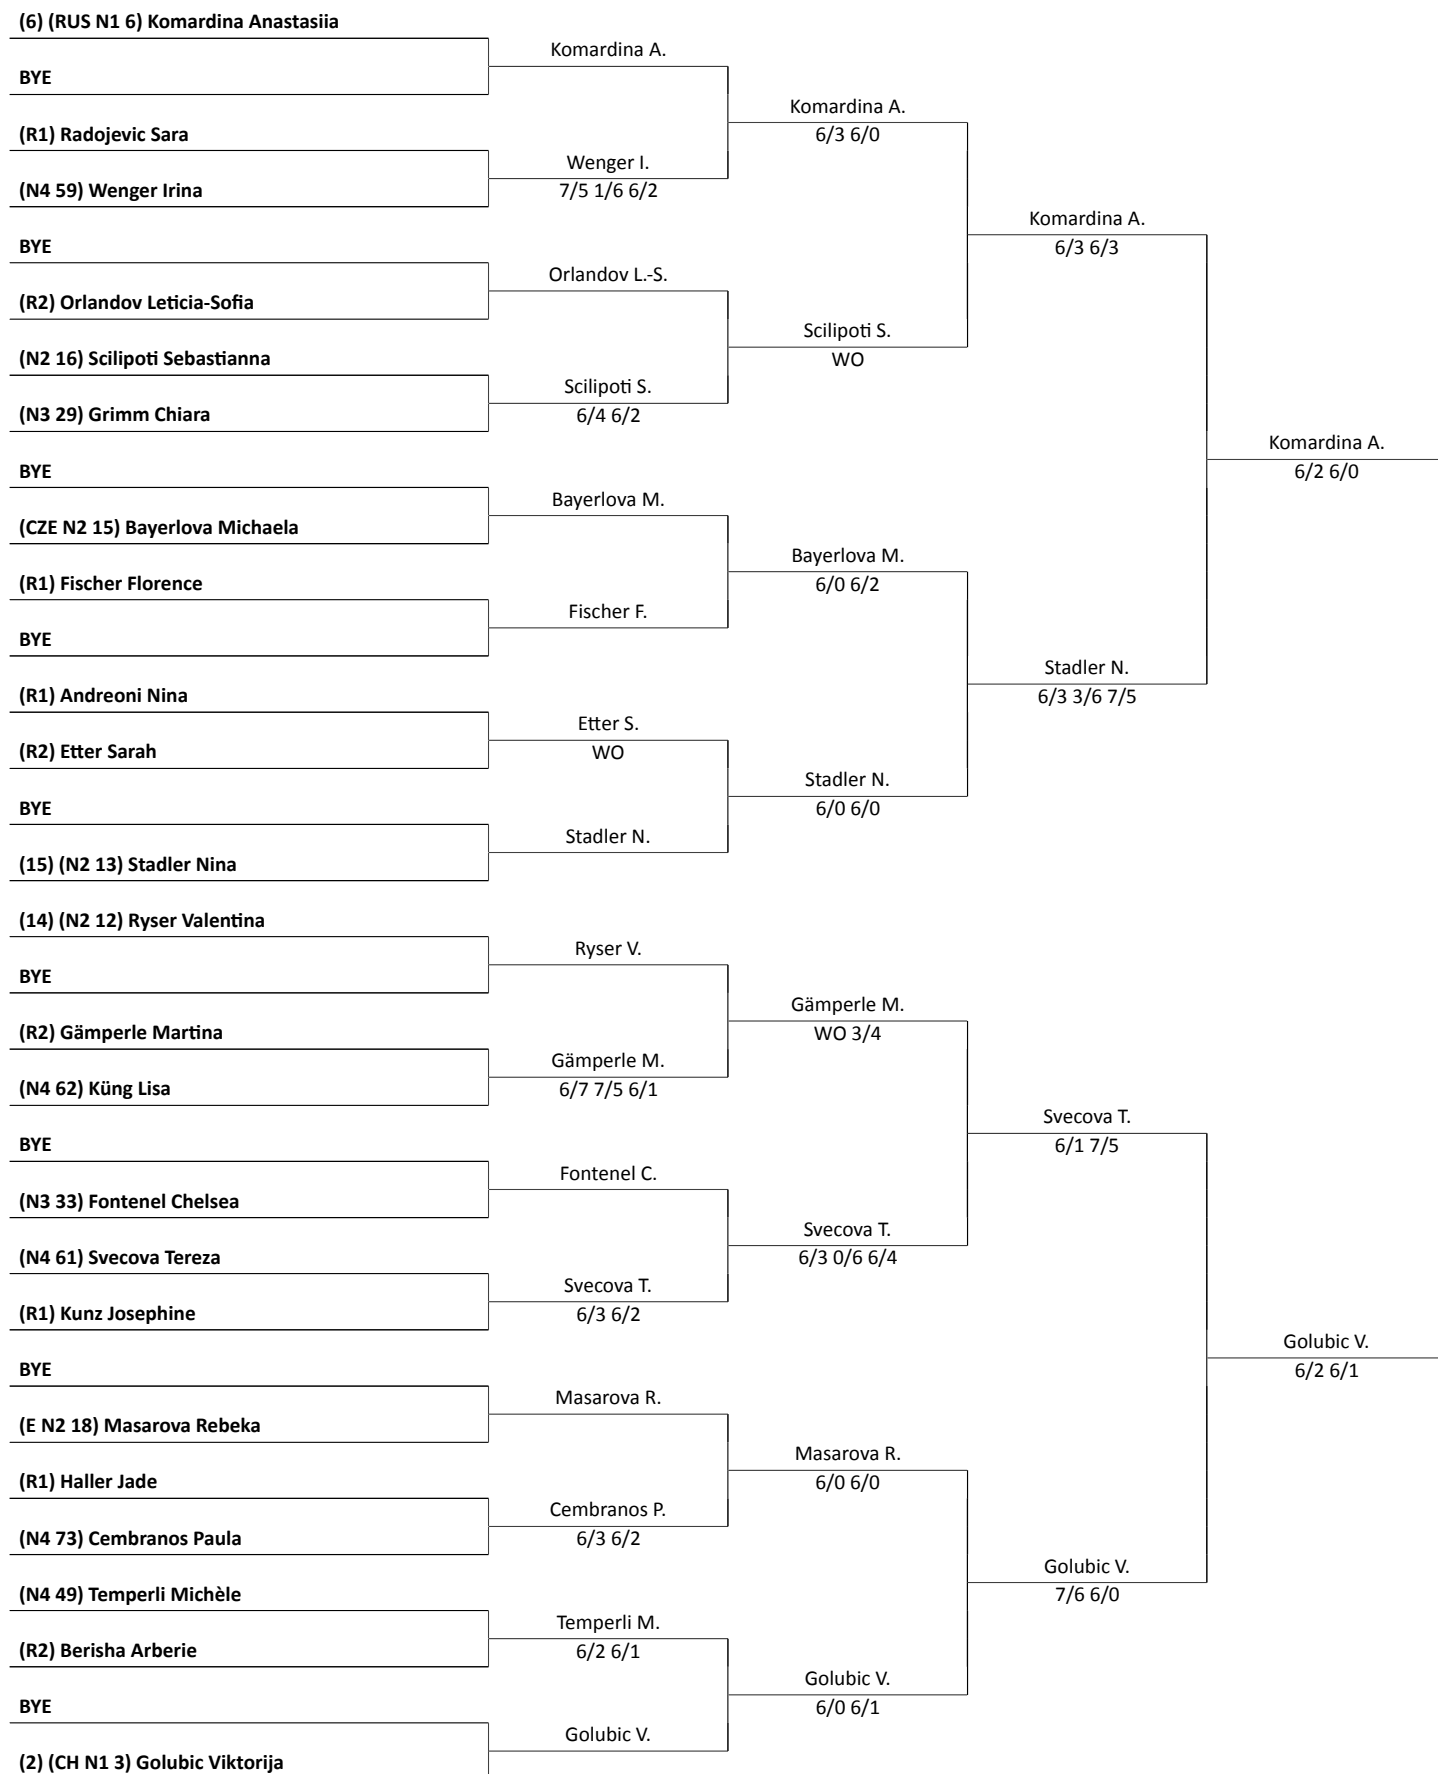 (6) (RUS N1 6) Komardina Anastasiia
Komardina A.
BYE
Komardina A.
6/3 6/0
(R1) Radojevic Sara
Wenger I.
7/5 1/6 6/2
(N4 59) Wenger Irina
Komardina A.
6/3 6/3
BYE
Orlandov L.-S.
(R2) Orlandov Leticia-Sofia
Scilipoti S.
WO
(N2 16) Scilipoti Sebastianna
Scilipoti S.
6/4 6/2
(N3 29) Grimm Chiara
Komardina A.
6/2 6/0
BYE
Bayerlova M.
(CZE N2 15) Bayerlova Michaela
Bayerlova M.
6/0 6/2
(R1) Fischer Florence
Fischer F.
BYE
Stadler N.
6/3 3/6 7/5
(R1) Andreoni Nina
Etter S.
WO
(R2) Etter Sarah
Stadler N.
6/0 6/0
BYE
Stadler N.
(15) (N2 13) Stadler Nina
(14) (N2 12) Ryser Valentina
Ryser V.
BYE
Gämperle M.
WO 3/4
(R2) Gämperle Martina
Gämperle M.
6/7 7/5 6/1
(N4 62) Küng Lisa
Svecova T.
6/1 7/5
BYE
Fontenel C.
(N3 33) Fontenel Chelsea
Svecova T.
6/3 0/6 6/4
(N4 61) Svecova Tereza
Svecova T.
6/3 6/2
(R1) Kunz Josephine
Golubic V.
6/2 6/1
BYE
Masarova R.
(E N2 18) Masarova Rebeka
Masarova R.
6/0 6/0
(R1) Haller Jade
Cembranos P.
6/3 6/2
(N4 73) Cembranos Paula
Golubic V.
7/6 6/0
(N4 49) Temperli Michèle
Temperli M.
6/2 6/1
(R2) Berisha Arberie
Golubic V.
6/0 6/1
BYE
Golubic V.
(2) (CH N1 3) Golubic Viktorija